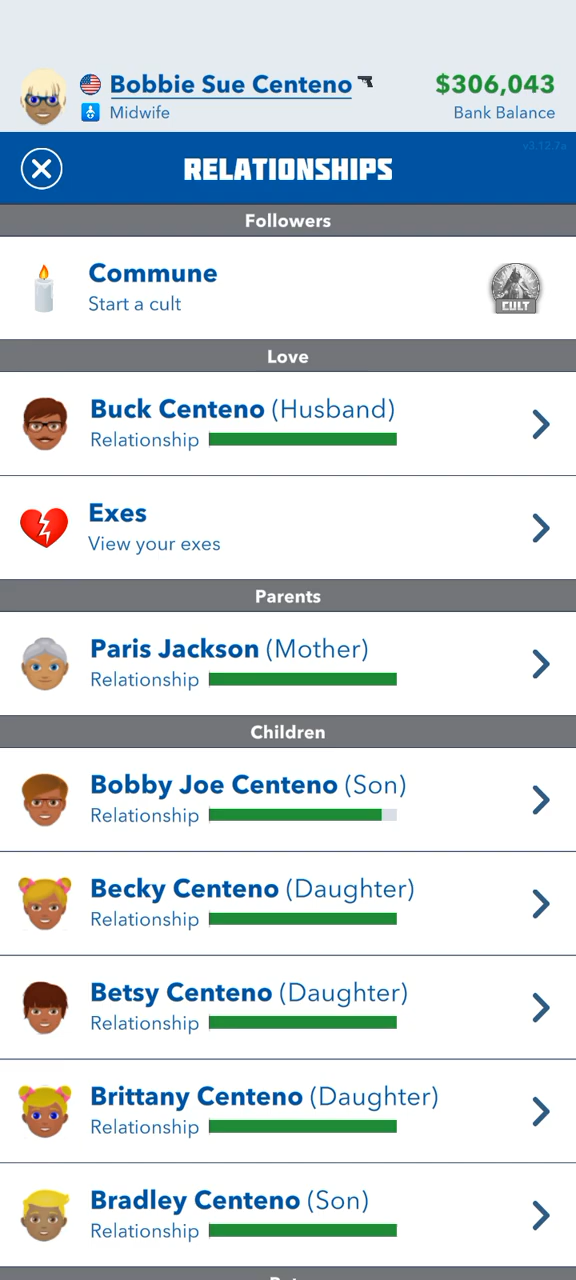 Bobbie Sue Centeno
$306,043
Midwife
Bank Balance
v3.12.7a
RELATIONSHIPS
Followers
Commune
Start a cult
CULT
Love
Buck Centeno (Husband)
Relationship
Exes
View your exes
Parents
Paris Jackson (Mother)
Relationship
Children
Bobby Joe Centeno (Son)
Relationship
Becky Centeno (Daughter)
Relationship
Betsy Centeno (Daughter)
Relationship
Brittany Centeno (Daughter)
Relationship
Bradley Centeno (Son)
Relationship